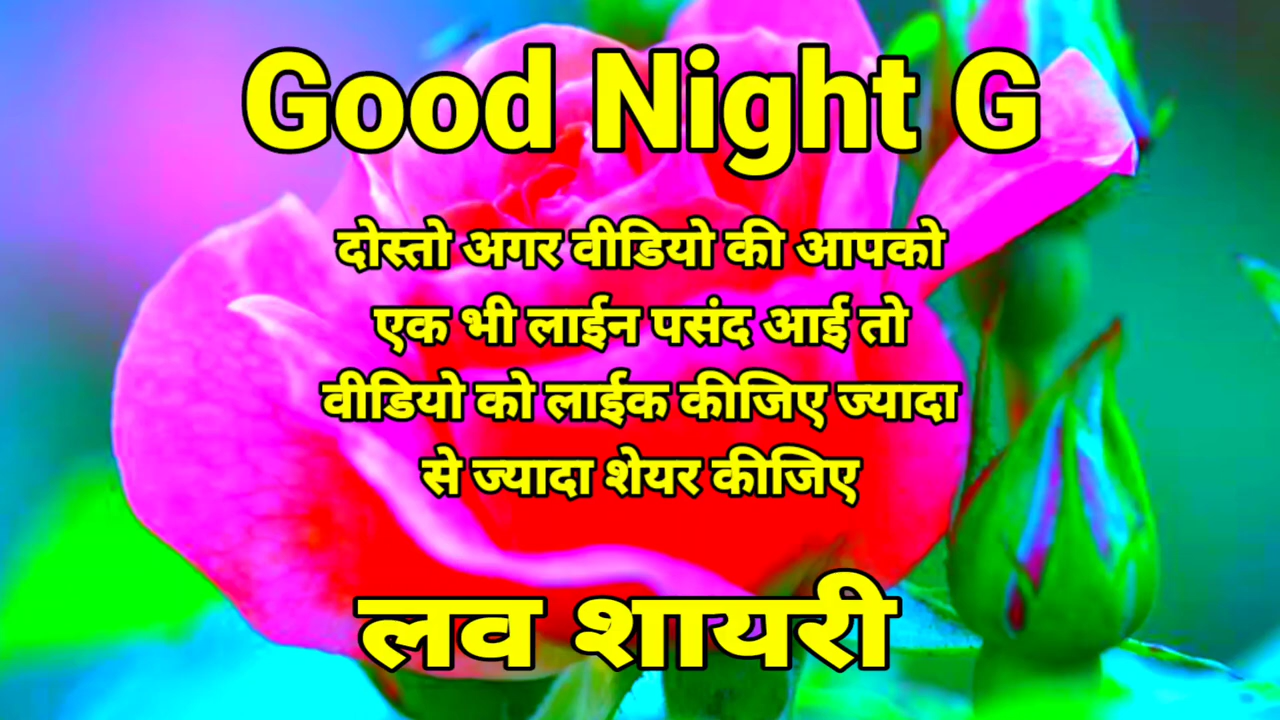 Good Night G
दोस्तो अगर वीडियो की आपको
एक भी लाईन पसंद आई तो
वीडियो को लाईक कीजिए ज्यादा
से ज्यादा शेयर कीजिए
लव शायरी